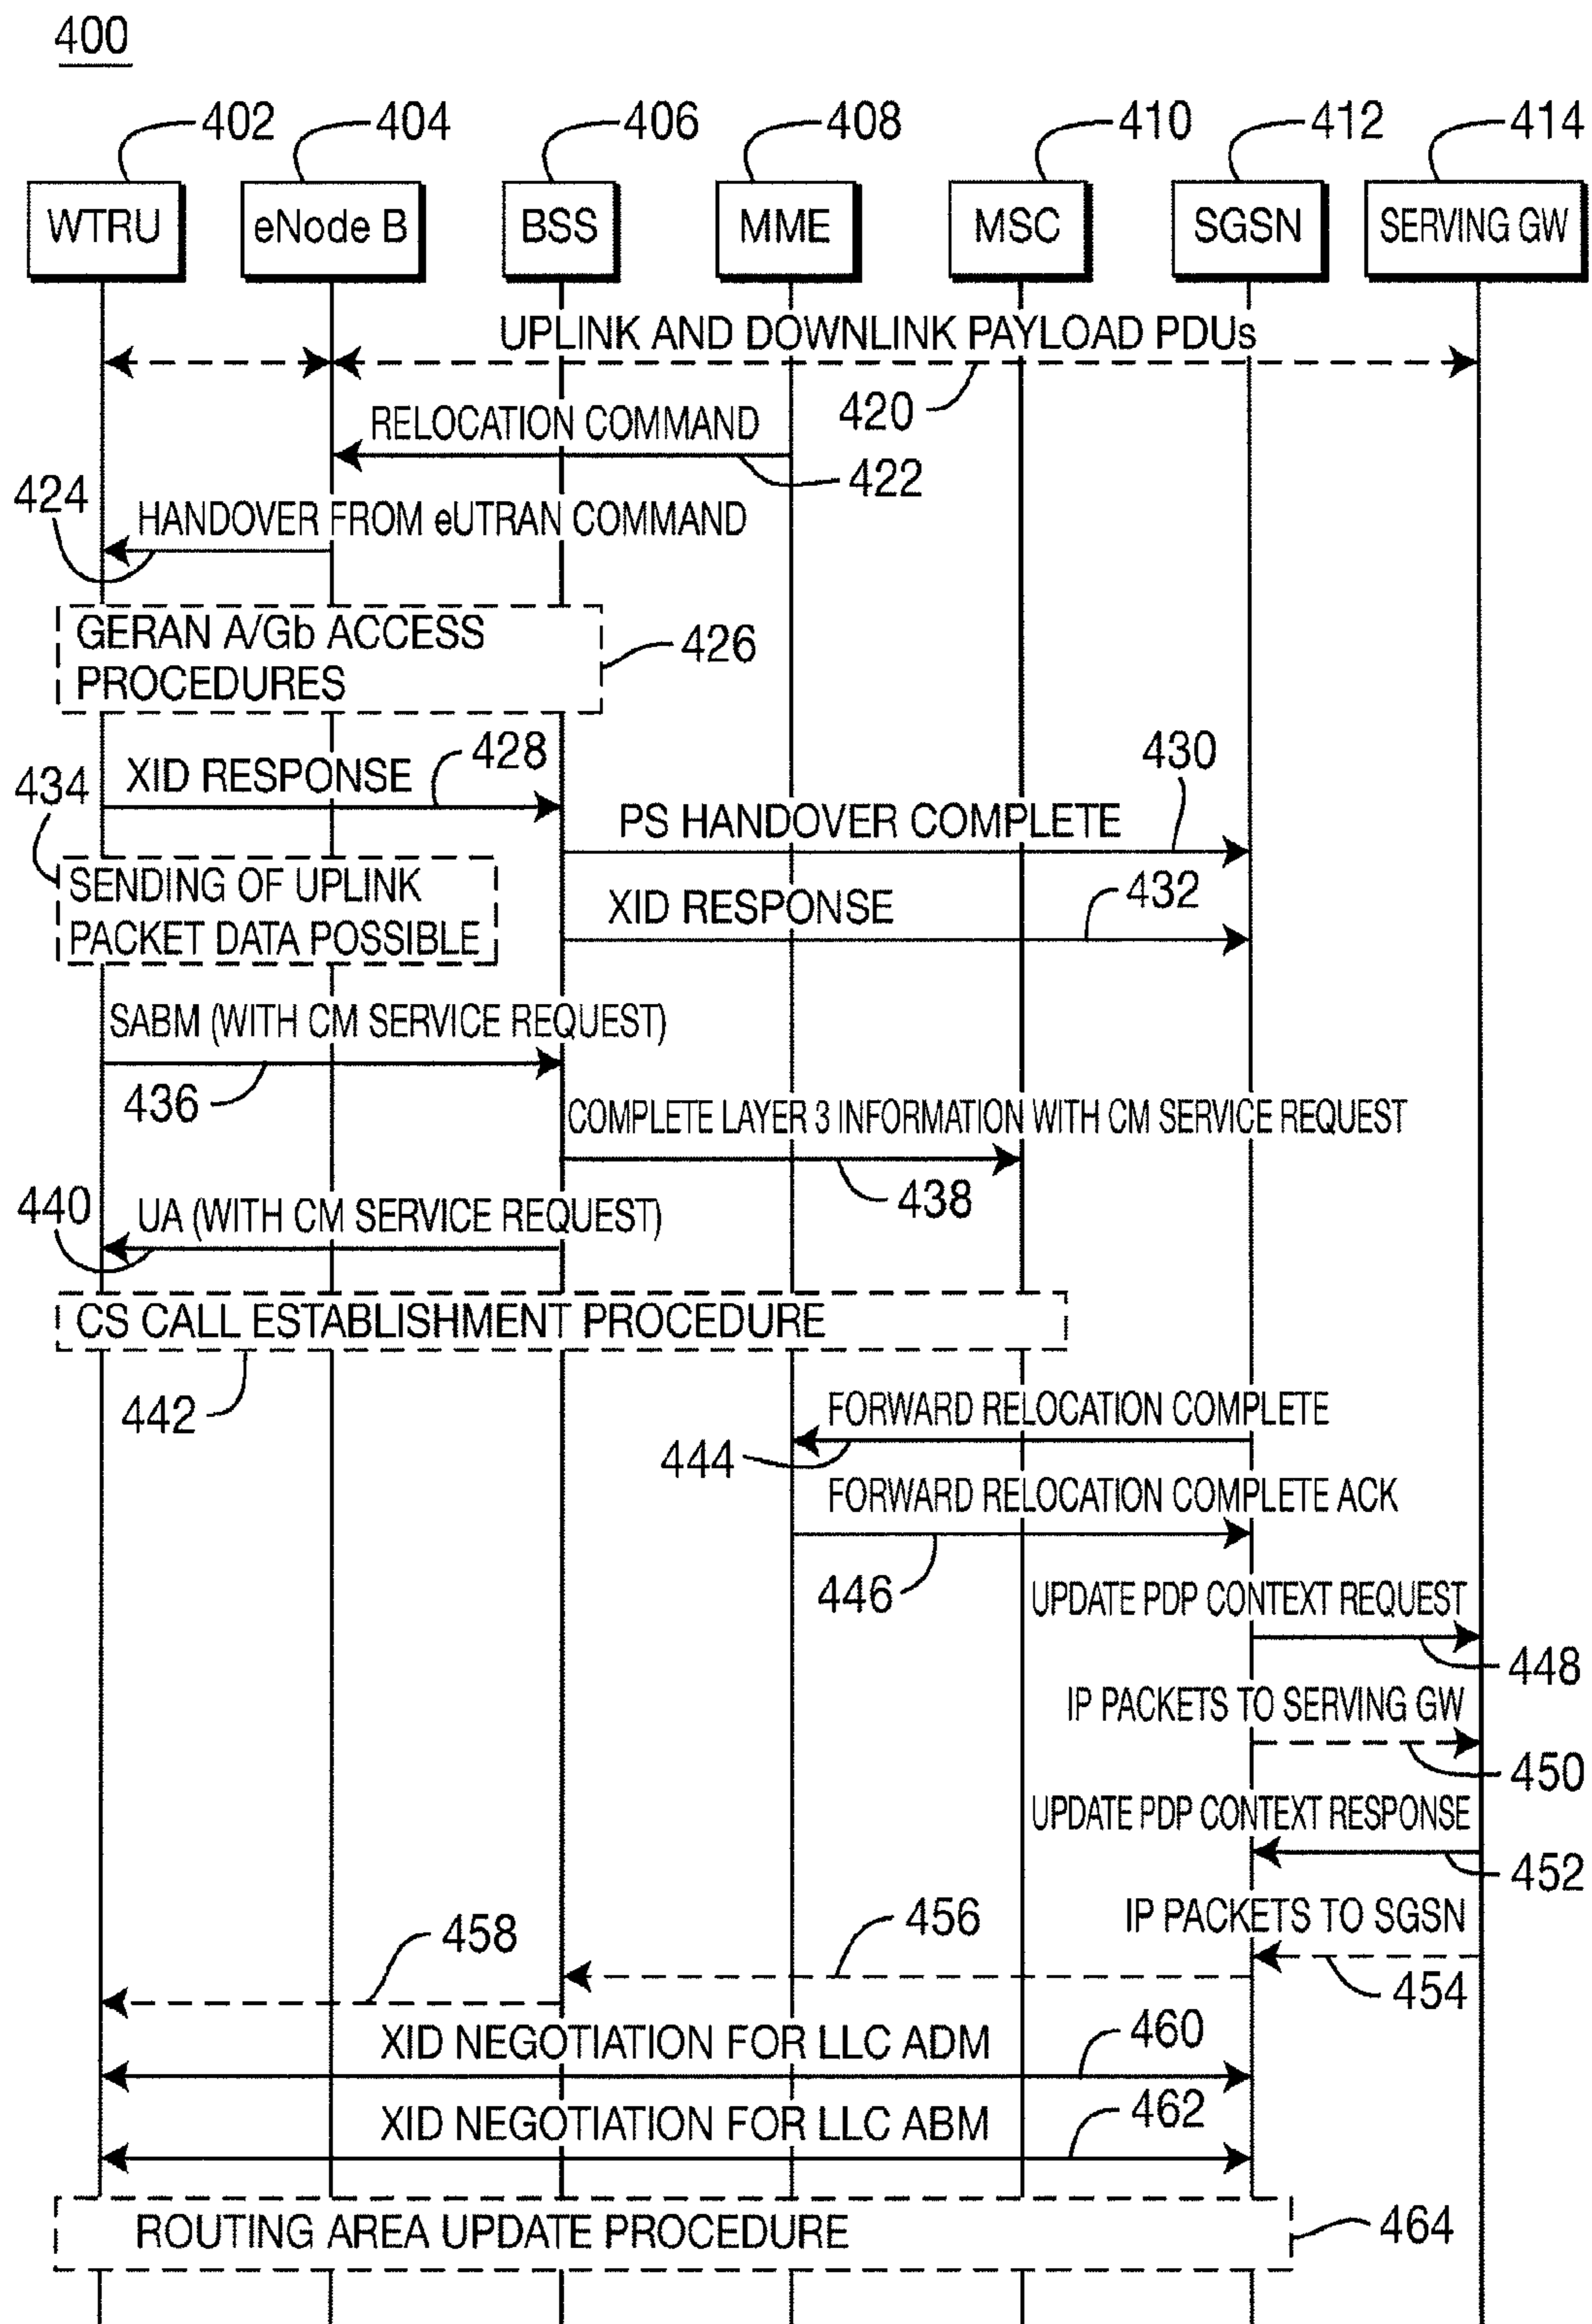 400
402
404
406
408
410
412
414
WTRU
eNode B
BSS
MME
MSC
SGSN
SERVING GW
UPLINK AND DOWNLINK PAYLOAD PDUs
420
RELOCATION COMMAND
422
424
HANDOVER FROM eUTRAN COMMAND
GERAN A/Gb ACCESS
PROCEDURES
426
XID RESPONSE
428
430
434
PS HANDOVER COMPLETE
SENDING OF UPLINK
PACKET DATA POSSIBLE
XID RESPONSE
432
SABM (WITH CM SERVICE REQUEST)
436
COMPLETE LAYER 3 INFORMATION WITH CM SERVICE REQUEST
438
440
UA (WITH CM SERVICE REQUEST)
CS CALL ESTABLISHMENT PROCEDURE
442
FORWARD RELOCATION COMPLETE
444
FORWARD RELOCATION COMPLETE ACK
446
UPDATE PDP CONTEXT REQUEST
448
IP PACKETS TO SERVING GW
450
UPDATE PDP CONTEXT RESPONSE
452
IP PACKETS TO SGSN
454
456
458
XID NEGOTIATION FOR LLC ADM
460
XID NEGOTIATION FOR LLC ABM
462
ROUTING AREA UPDATE PROCEDURE
464